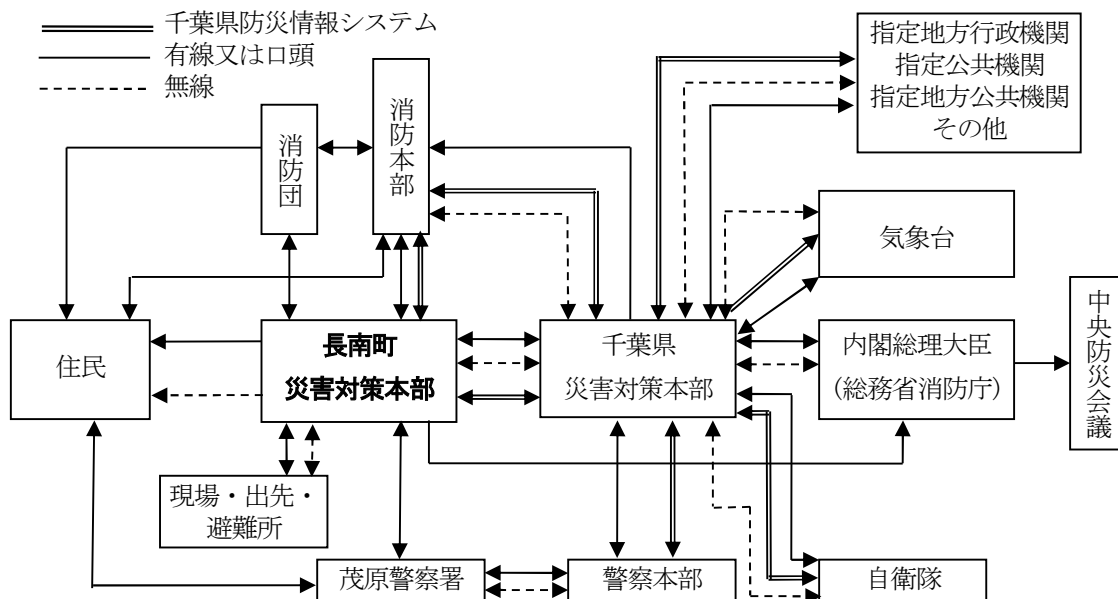 千葉県防災情報システム
有線又は口頭
無線
指定地方行政機関
指定公共機関
指定地方公共機関
その他
消防団
消防本部
気象台
中央防災会議
住民
長南町
災害対策本部
千葉県
災害対策本部
内閣総理大臣
(総務省消防庁)
現場・出先・
避難所
茂原警察署
警察本部
自衛隊